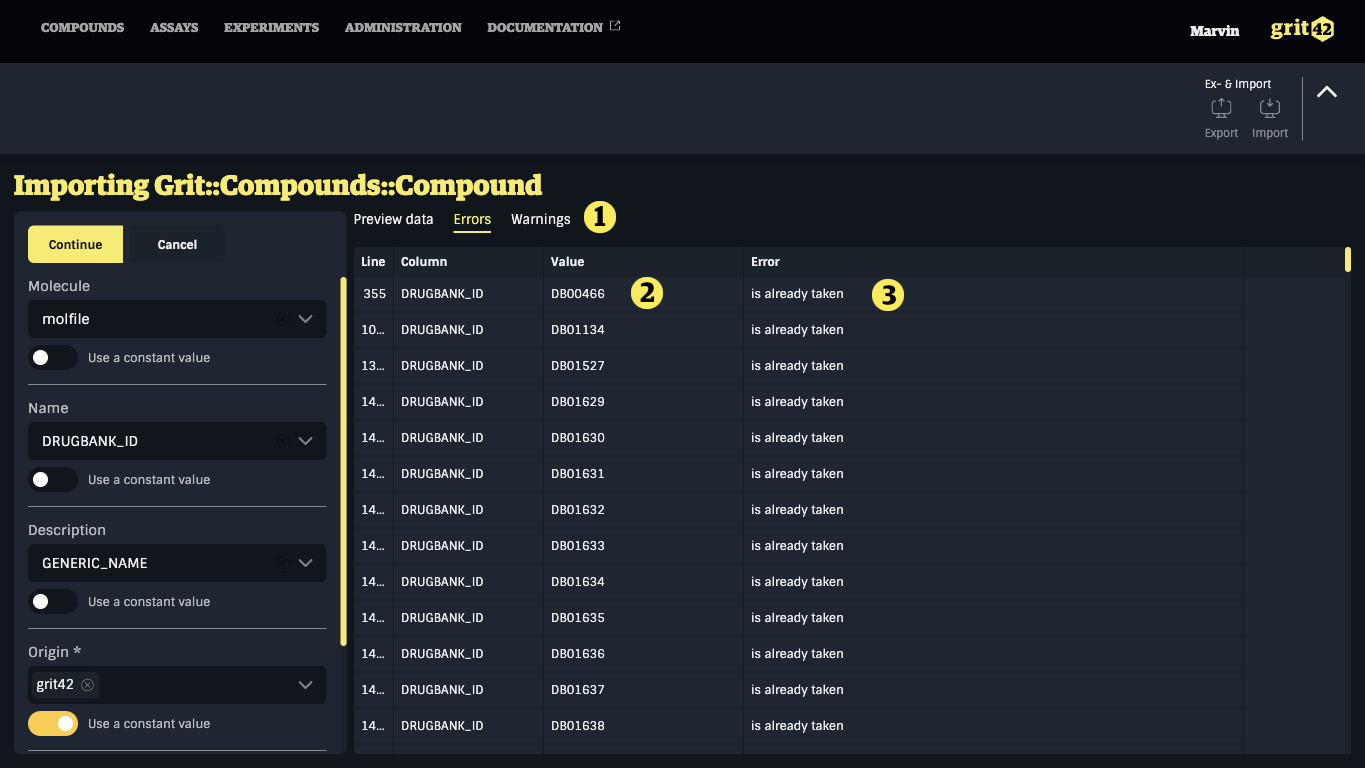 COMPOUNDS ASSAYS EXPERIMENTS ADMINISTRATION DOCUMENTATION Marvin grit42
Ex- & Import
Export Import
Importing Grit::Compounds::Compound
Continue Cancel
Molecule
molfile
Use a constant value
Name
DRUGBANK_ID
Use a constant value
Description
GENERIC_NAME
Use a constant value
Origin *
grit42
Use a constant value
Preview data Errors Warnings 1
Line Column Value Error
355 DRUGBANK_ID DB00466 2 is already taken 3
10... DRUGBANK_ID DB01134 is already taken
13... DRUGBANK_ID DB01527 is already taken
14... DRUGBANK_ID DB01629 is already taken
14... DRUGBANK_ID DB01630 is already taken
14... DRUGBANK_ID DB01631 is already taken
14... DRUGBANK_ID DB01632 is already taken
14... DRUGBANK_ID DB01633 is already taken
14... DRUGBANK_ID DB01634 is already taken
14... DRUGBANK_ID DB01635 is already taken
14... DRUGBANK_ID DB01636 is already taken
14... DRUGBANK_ID DB01637 is already taken
14... DRUGBANK_ID DB01638 is already taken